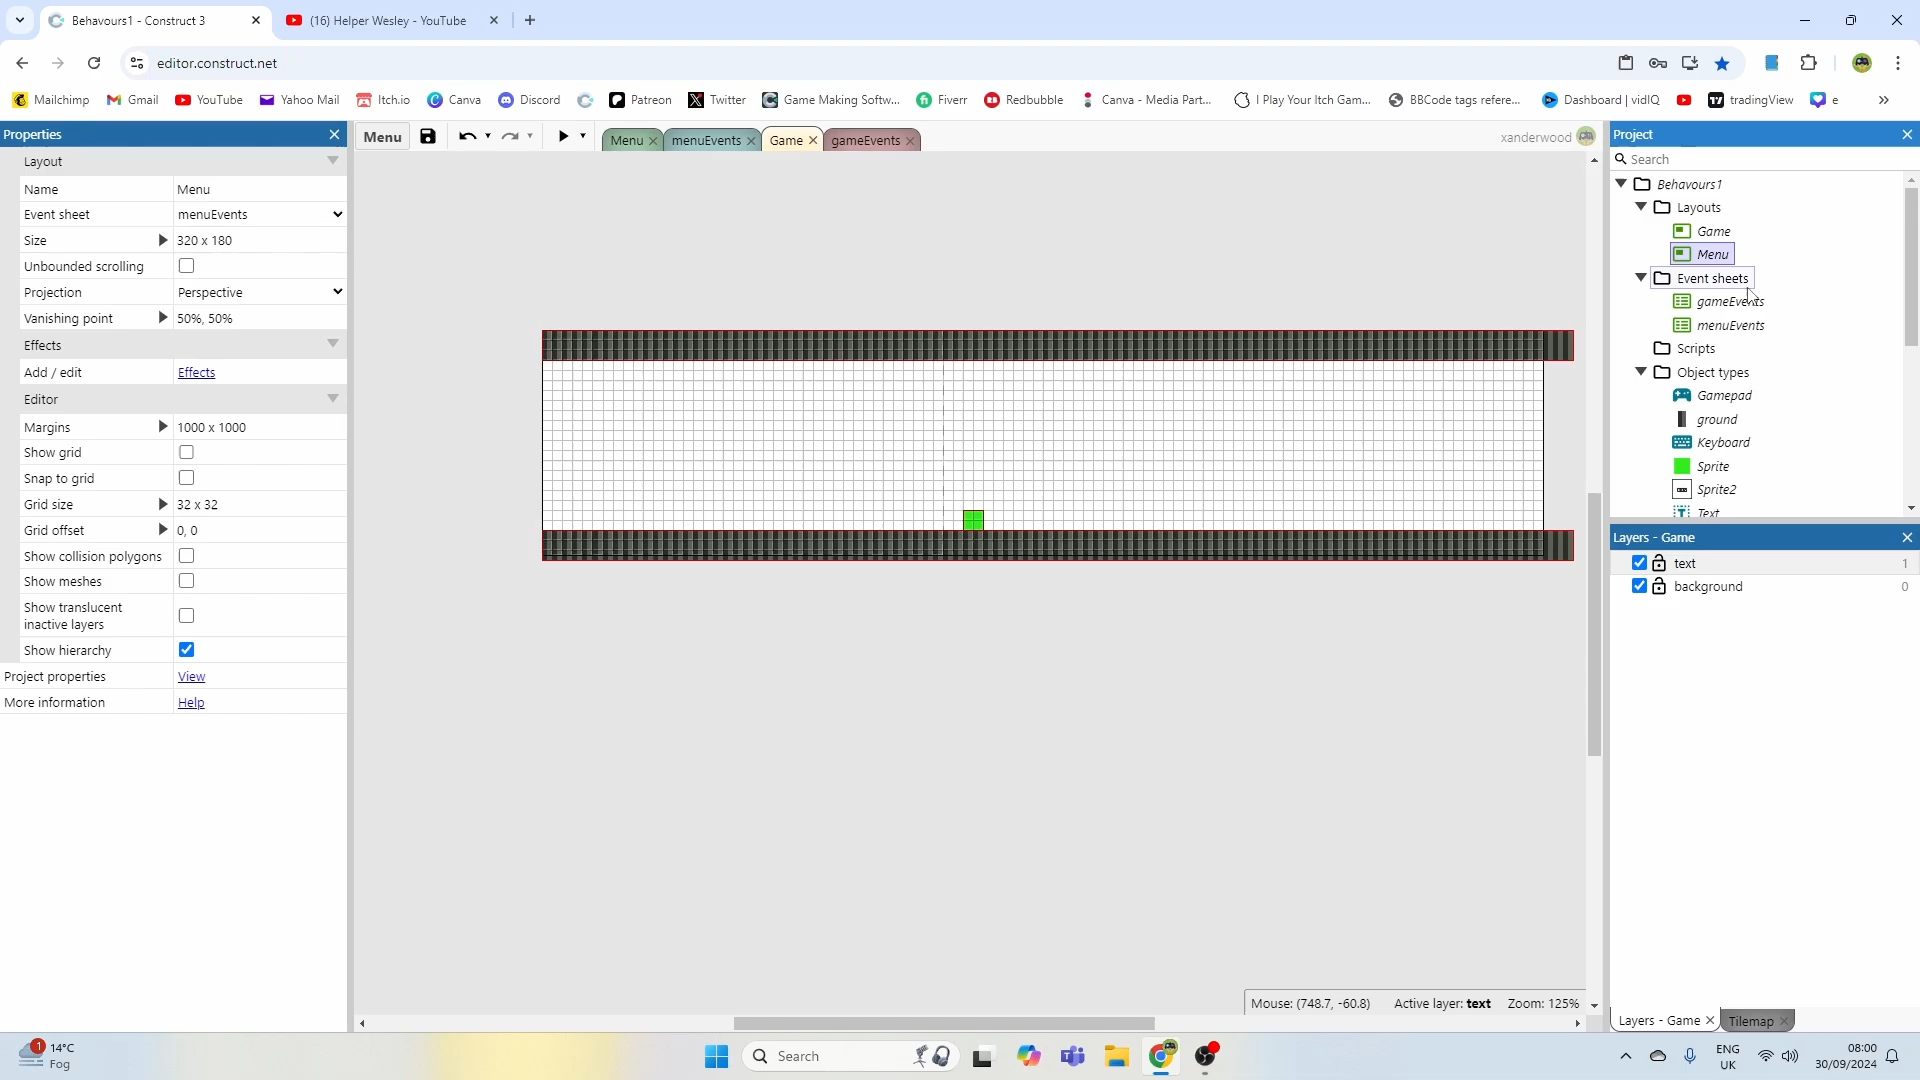 Behavours1 - Construct 3
(16) Helper Wesley - YouTube
editor.construct.net
Mailchimp
Gmail
YouTube
Yahoo Mail
Itch.io
Canva
Discord
Patreon
Twitter
Game Making Softw...
Fiverr
Redbubble
Canva - Media Part...
I Play Your Itch Gam...
BBCode tags refere...
Dashboard | vidIQ
tradingView
e
Properties
Menu
Menu
menuEvents
Game
gameEvents
xanderwood
Project
Layout
Name Menu
Event sheet menuEvents
Size 320 x 180
Unbounded scrolling
Projection Perspective
Vanishing point 50%, 50%
Effects
Add / edit Effects
Editor
Margins 1000 x 1000
Show grid
Snap to grid
Grid size 32 x 32
Grid offset 0, 0
Show collision polygons
Show meshes
Show translucent
inactive layers
Show hierarchy
Project properties View
More information Help
Search
Behavours1
Layouts
Game
Menu
Event sheets
gameEvents
menuEvents
Scripts
Object types
Gamepad
ground
Keyboard
Sprite
Sprite2
Text
Layers - Game
text 1
background 0
Mouse: (748.7, -60.8) Active layer: text Zoom: 125%
Layers - Game
Tilemap
1
14°C
Fog
Search
ENG
UK
08:00
30/09/2024